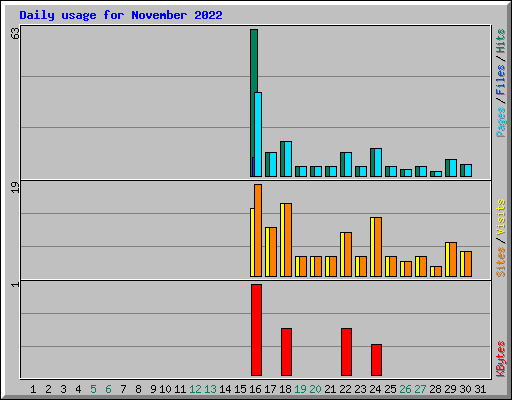 Daily usage for November 2022
63
19
1
Pages/Files/Hits
Sites/Visits
KBytes
1 2 3 4 5 6 7 8 9 10 11 12 13 14 15 16 17 18 19 20 21 22 23 24 25 26 27 28 29 30 31